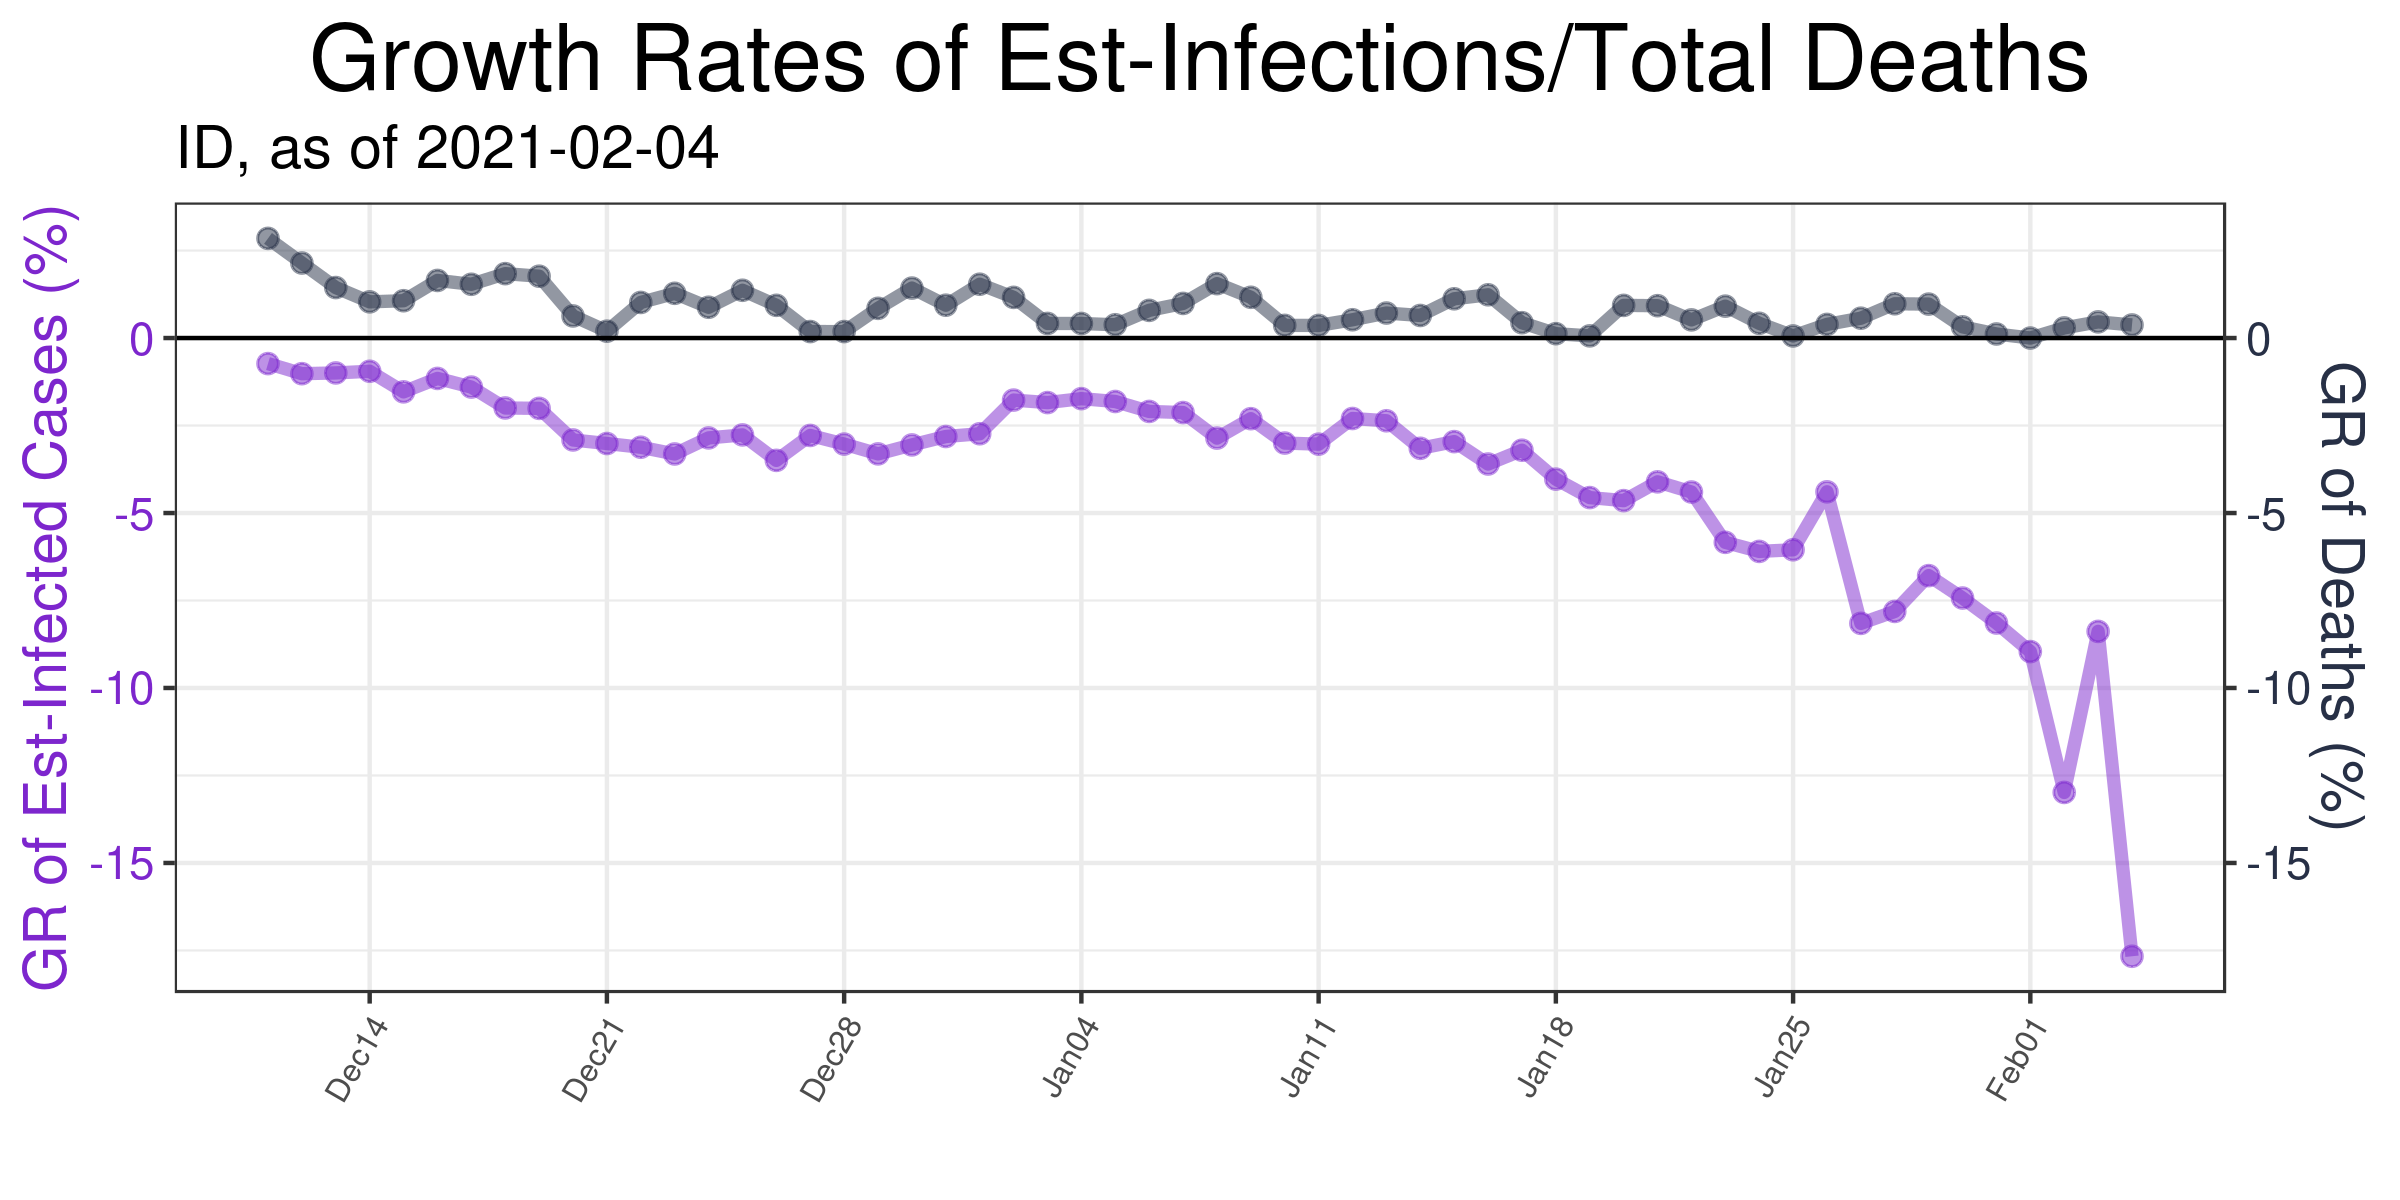 Growth Rates of Est-Infections/Total Deaths
ID, as of 2021-02-04
GR of Est-Infected Cases (%)
0
-5
-10
-15
0
-5
-10
-15
GR of Deaths (%)
Dec14
Dec21
Dec28
Jan04
Jan11
Jan18
Jan25
Feb01